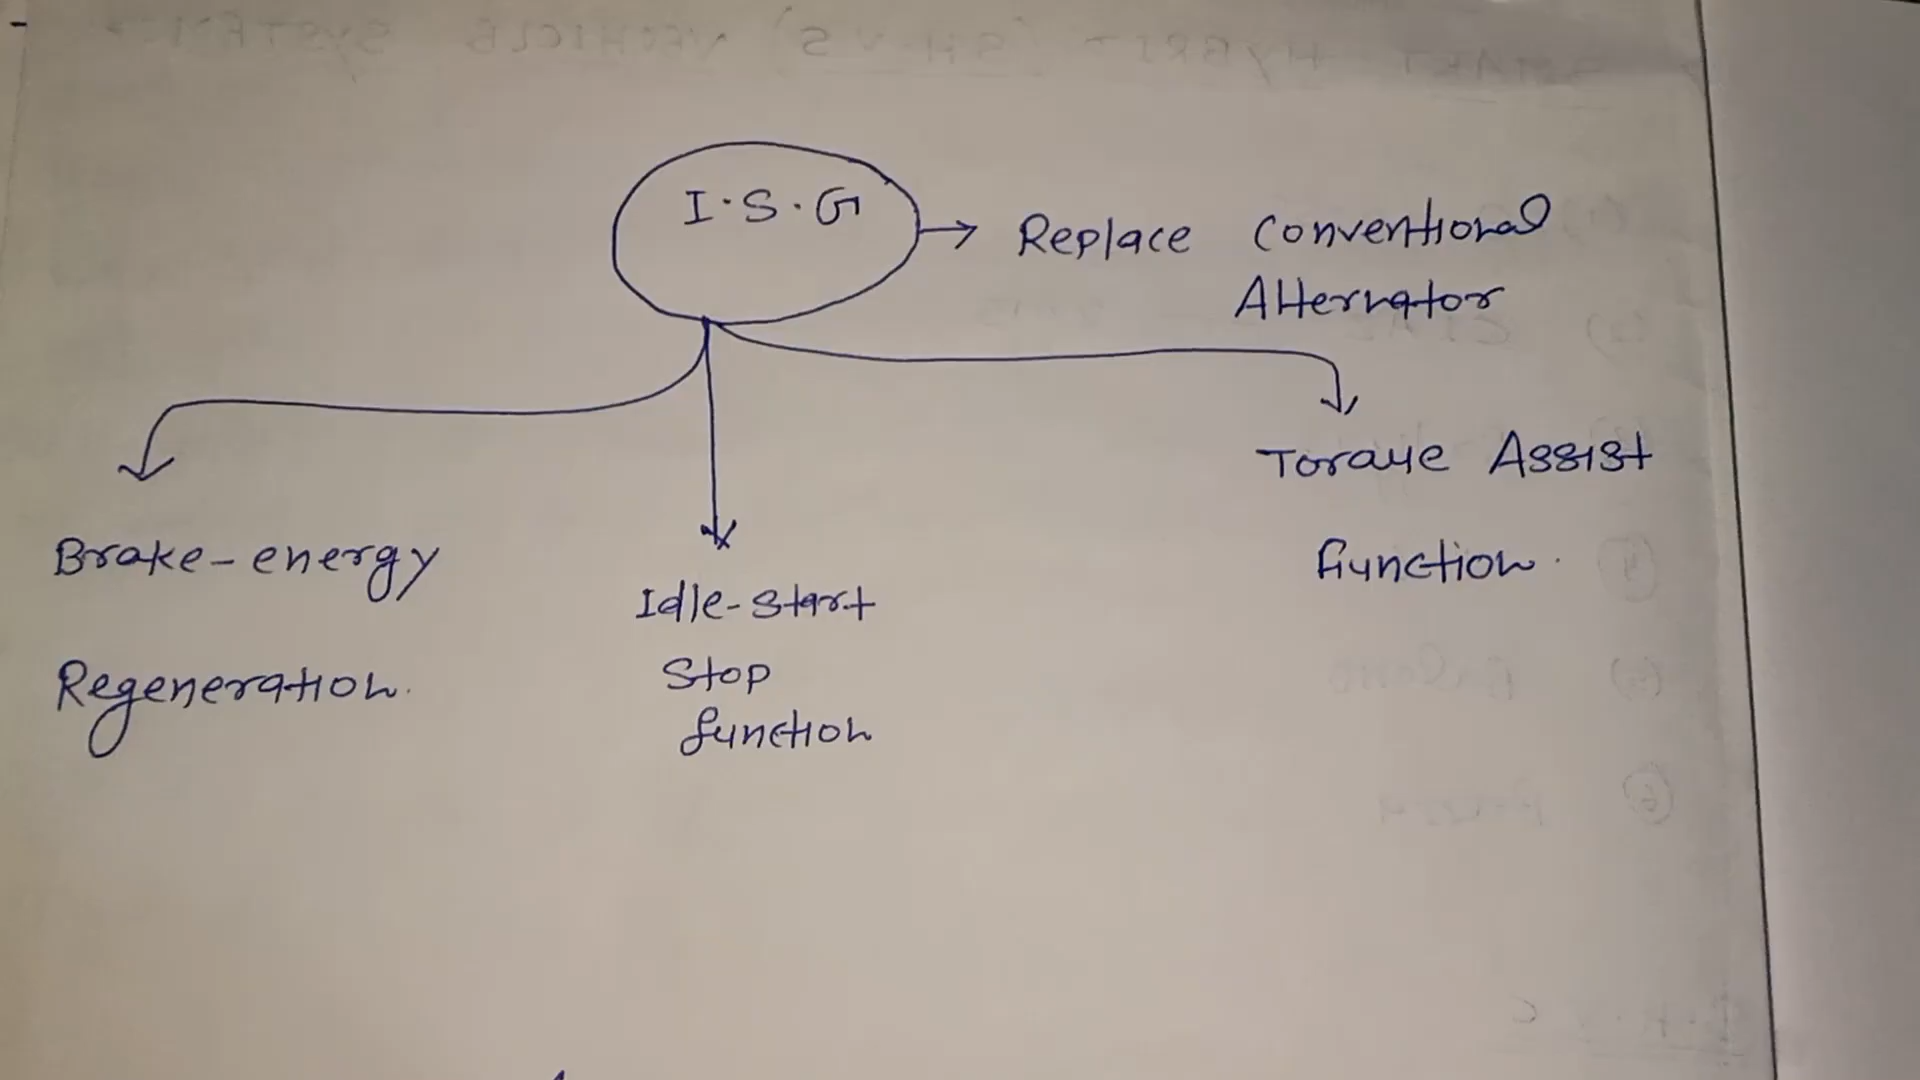 I.S.G
Replace Conventional
Alternator
Torque Assist
function.
Brake-energy
Regeneration.
Idle-start
Stop
function